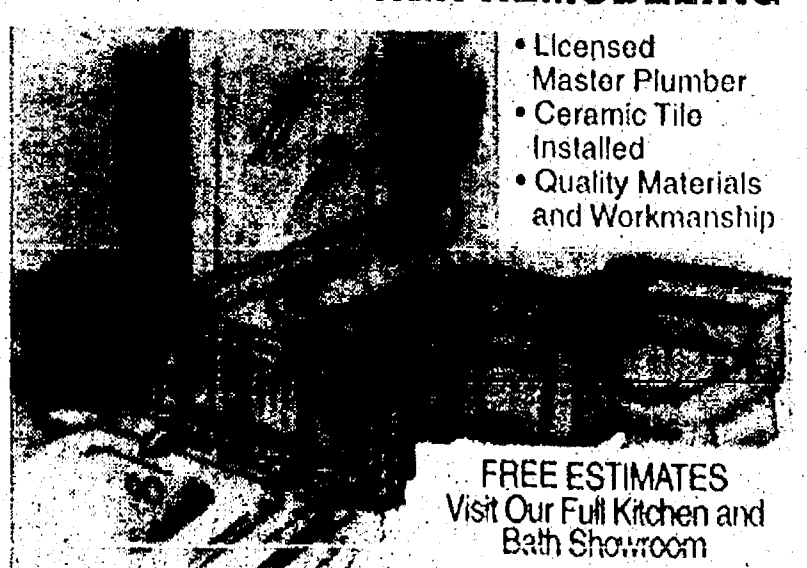 REMODELING
• Licensed
Master Plumber
• Ceramic Tile
Installed
• Quality Materials
and Workmanship
FREE ESTIMATES
Visit Our Full Kitchen and
Bath Showroom